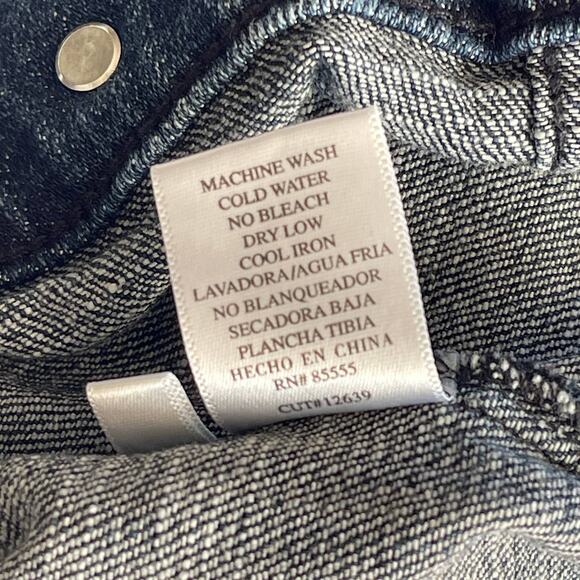 MACHINE WASH
COLD WATER
NO BLEACH
DRY LOW
COOL IRON
LAVADORA/AGUA FRIA
NO BLANQUEADOR
SECADORA BAJA
PLANCHA TIBIA
HECHO EN CHINA
RN# 85555
CUT#12639